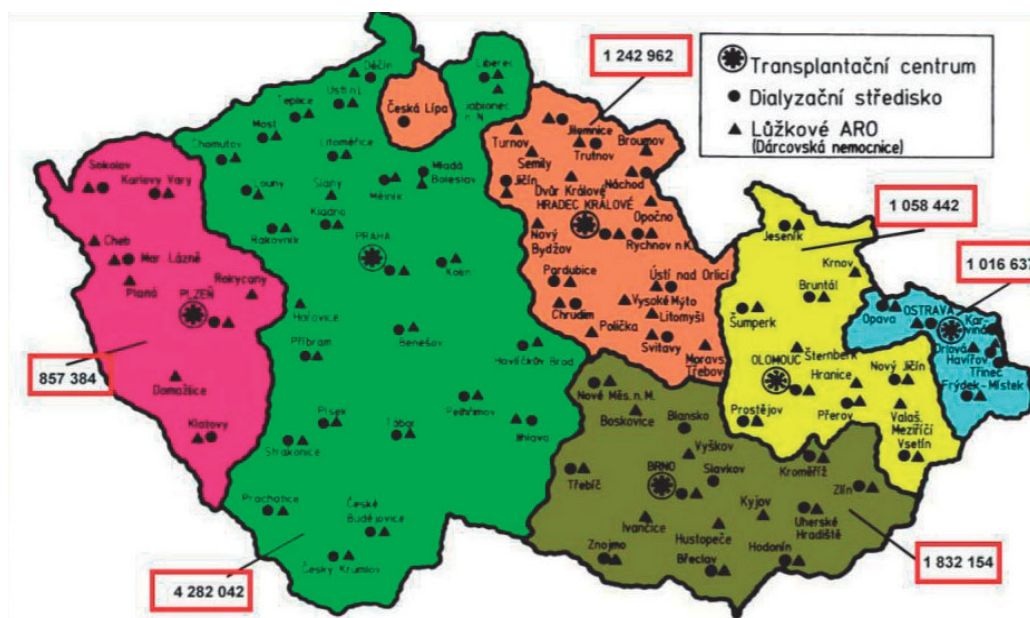 1 242 962
Transplantační centrum
Dialyzační středisko
Lůžkové ARO
(Dárcovská nemocnice)
Děčín
Liberec
Ústí n.L.
Jablonec
n. N.
Teplice
Česká Lípa
Most
Chomutov
Litoměřice
Turnov
Jilemnice
Trutnov
Broumov
Semily
Mladá
Boleslav
Jičín
Sokolov
Karlovy Vary
Louny
Slaný
Mělník
Dvůr Králové
Náchod
HRADEC KRÁLOVÉ
Kladno
Opočno
1 058 442
Rakovník
PRAHA
Nový
Bydžov
Rychnov n.K.
Jeseník
Cheb
Mar. Lázně
Kolín
Krnov
1 016 637
Planá
Rokycany
PLZEŇ
Pardubice
Ústí nad Orlicí
Bruntál
Hořovice
Chrudim
Vysoké Mýto
Litomyšl
Šumperk
Opava
OSTRAVA
Kar-
viná
Příbram
Benešov
Polička
Svitavy
Orlová
Havířov
Havlíčkův Brod
Moravs.
Třebová
OLOMOUC
Šternberk
Třinec
857 384
Hranice
Nový Jičín
Frýdek-Místek
Domažlice
Nové Měs. n.M.
Boskovice
Blansko
Prostějov
Přerov
Valaš.
Meziříčí
Klatovy
Písek
Tábor
Pelhřimov
Jihlava
Vsetín
Strakonice
Vyškov
Kroměříž
BRNO
Slavkov
Třebíč
Zlín
Prachatice
České
Budějovice
Kyjov
Ivančice
Uherské
Hradiště
Hustopeče
Znojmo
Břeclav
Hodonín
Český Krumlov
1 832 154
4 282 042